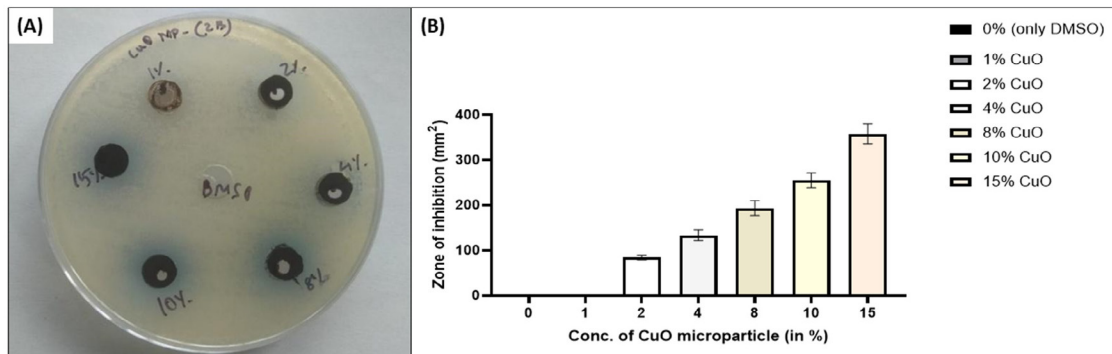 (A)
CuO MP - (2B)
1%.
2%.
15%.
DMSO
4%.
10%.
8%.
(B)
0% (only DMSO)
1% CuO
2% CuO
4% CuO
8% CuO
10% CuO
15% CuO
Zone of inhibition (mm²)
400
300
200
100
0
0 1 2 4 8 10 15
Conc. of CuO microparticle (in %)